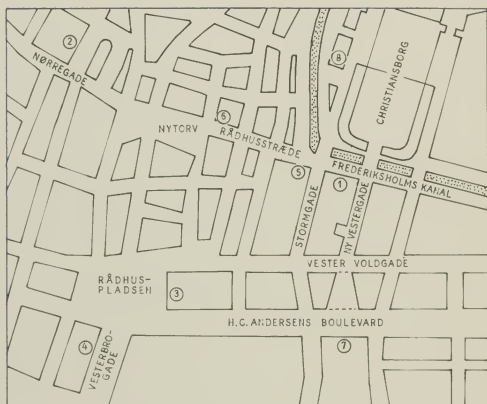 2
8
NØRREGADE
CHRISTIANSBORG
6
NYTORV
RÅDHUSSTRÆDE
5
FREDERIKSHOLMS KANAL
1
STORMGADE
NY VESTERGADE
VESTER VOLDGADE
RÅDHUS-
PLADSEN
3
H.C. ANDERSENS BOULEVARD
4
VESTERBRO-
GADE
7